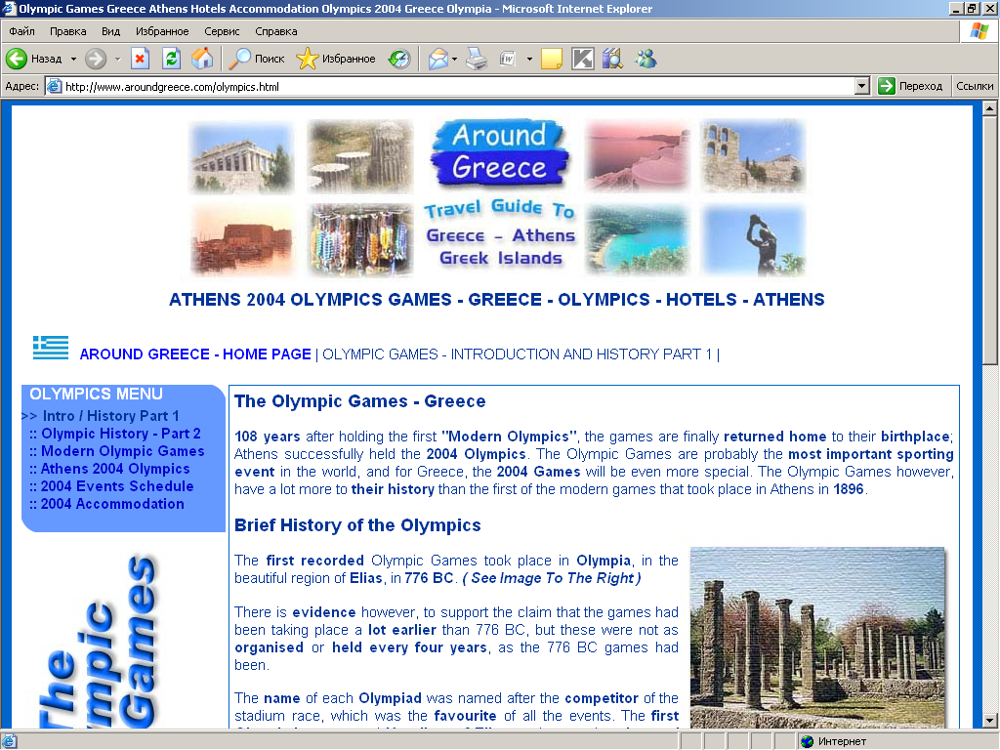 Olympic Games Greece Athens Hotels Accommodation Olympics 2004 Greece Olympia - Microsoft Internet Explorer
Файл Правка Вид Избранное Сервис Справка
Назад Поиск Избранное
Адрес: http://www.aroundgreece.com/olympics.html Переход Ссылки
Around
Greece
Travel Guide To
Greece - Athens
Greek Islands
ATHENS 2004 OLYMPICS GAMES - GREECE - OLYMPICS - HOTELS - ATHENS
AROUND GREECE - HOME PAGE | OLYMPIC GAMES - INTRODUCTION AND HISTORY PART 1 |
OLYMPICS MENU
>> Intro / History Part 1
:: Olympic History - Part 2
:: Modern Olympic Games
:: Athens 2004 Olympics
:: 2004 Events Schedule
:: 2004 Accommodation
The
Games
The Olympic Games - Greece
108 years after holding the first "Modern Olympics", the games are finally returned home to their birthplace;
Athens successfully held the 2004 Olympics. The Olympic Games are probably the most important sporting
event in the world, and for Greece, the 2004 Games will be even more special. The Olympic Games however,
have a lot more to their history than the first of the modern games that took place in Athens in 1896.
Brief History of the Olympics
The first recorded Olympic Games took place in Olympia, in the
beautiful region of Elias, in 776 BC. ( See Image To The Right )
There is evidence however, to support the claim that the games had
been taking place a lot earlier than 776 BC, but these were not as
organised or held every four years, as the 776 BC games had
been.
The name of each Olympiad was named after the competitor of the
stadium race, which was the favourite of all the events. The first
Интернет